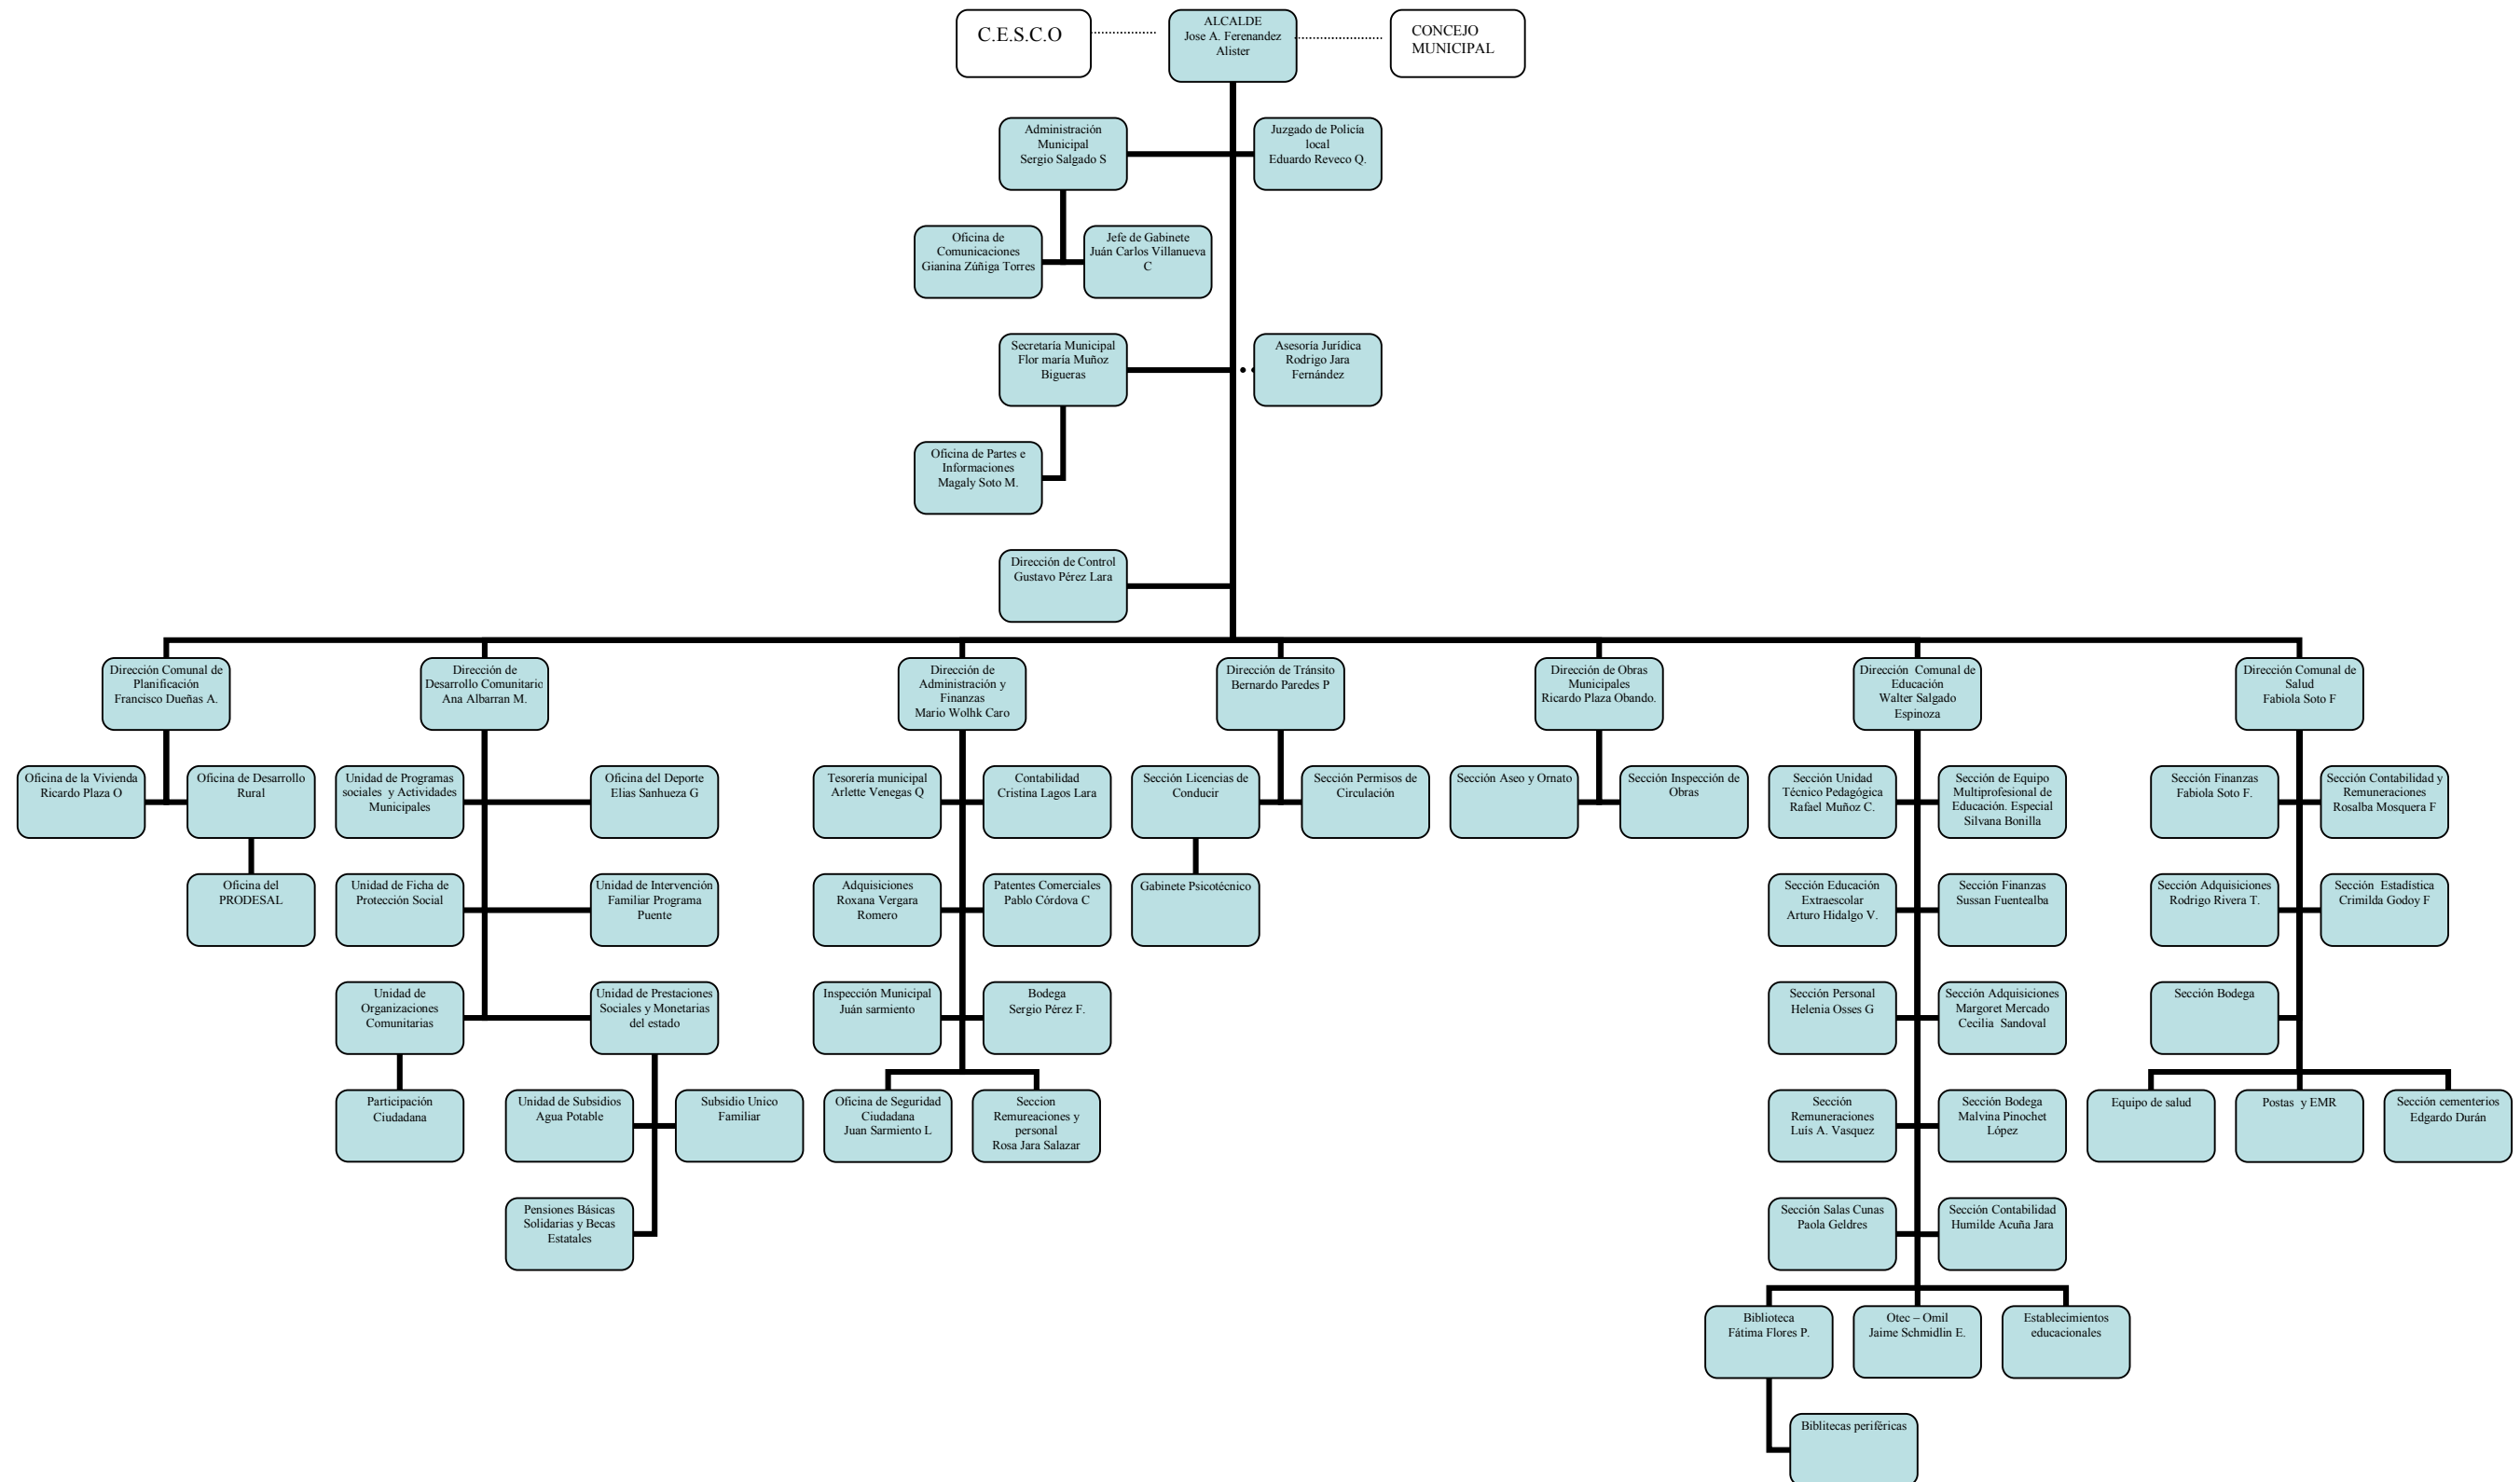 C.E.S.C.O
ALCALDE
Jose A. Ferenandez
Alister
CONCEJO
MUNICIPAL
Administración
Municipal
Sergio Salgado S
Juzgado de Policía
local
Eduardo Reveco Q.
Oficina de
Comunicaciones
Gianina Zúñiga Torres
Jefe de Gabinete
Juán Carlos Villanueva
C
Secretaría Municipal
Flor maría Muñoz
Bigueras
Asesoría Jurídica
Rodrigo Jara
Fernández
Oficina de Partes e
Informaciones
Magaly Soto M.
Dirección de Control
Gustavo Pérez Lara
Dirección Comunal de
Planificación
Francisco Dueñas A.
Dirección de
Desarrollo Comunitario
Ana Albarran M.
Dirección de
Administración y
Finanzas
Mario Wolhk Caro
Dirección de Tránsito
Bernardo Paredes P
Dirección de Obras
Municipales
Ricardo Plaza Obando.
Dirección  Comunal de
Educación
Walter Salgado
Espinoza
Dirección Comunal de
Salud
Fabiola Soto F
Oficina de la Vivienda
Ricardo Plaza O
Oficina de Desarrollo
Rural
Unidad de Programas
sociales  y Actividades
Municipales
Oficina del Deporte
Elias Sanhueza G
Tesorería municipal
Arlette Venegas Q
Contabilidad
Cristina Lagos Lara
Sección Licencias de
Conducir
Sección Permisos de
Circulación
Sección Aseo y Ornato
Sección Inspección de
Obras
Sección Unidad
Técnico Pedagógica
Rafael Muñoz C.
Sección de Equipo
Multiprofesional de
Educación. Especial
Silvana Bonilla
Sección Finanzas
Fabiola Soto F.
Sección Contabilidad y
Remuneraciones
Rosalba Mosquera F
Oficina del
PRODESAL
Unidad de Ficha de
Protección Social
Unidad de Intervención
Familiar Programa
Puente
Adquisiciones
Roxana Vergara
Romero
Patentes Comerciales
Pablo Córdova C
Gabinete Psicotécnico
Sección Educación
Extraescolar
Arturo Hidalgo V.
Sección Finanzas
Sussan Fuentealba
Sección Adquisiciones
Rodrigo Rivera T.
Sección  Estadística
Crimilda Godoy F
Unidad de
Organizaciones
Comunitarias
Unidad de Prestaciones
Sociales y Monetarias
del estado
Inspección Municipal
Juán sarmiento
Bodega
Sergio Pérez F.
Sección Personal
Helenia Osses G
Sección Adquisiciones
Margoret Mercado
Cecilia  Sandoval
Sección Bodega
Participación
Ciudadana
Unidad de Subsidios
Agua Potable
Subsidio Unico
Familiar
Oficina de Seguridad
Ciudadana
Juan Sarmiento L
Seccion
Remureaciones y
personal
Rosa Jara Salazar
Sección
Remuneraciones
Luís A. Vasquez
Sección Bodega
Malvina Pinochet
López
Equipo de salud
Postas  y EMR
Sección cementerios
Edgardo Durán
Pensiones Básicas
Solidarias y Becas
Estatales
Sección Salas Cunas
Paola Geldres
Sección Contabilidad
Humilde Acuña Jara
Biblioteca
Fátima Flores P.
Otec – Omil
Jaime Schmidlin E.
Establecimientos
educacionales
Biblitecas periféricas